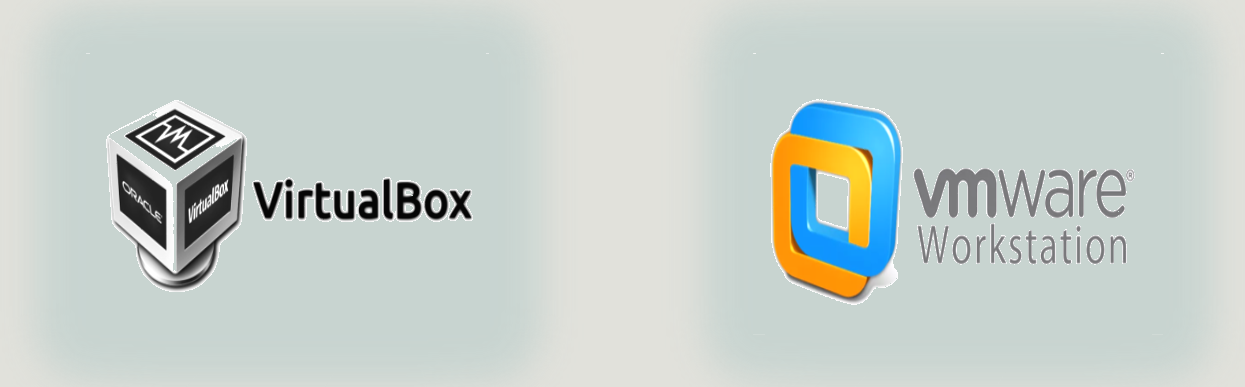 ORACLE
VirtualBox
VirtualBox
vmware®
Workstation